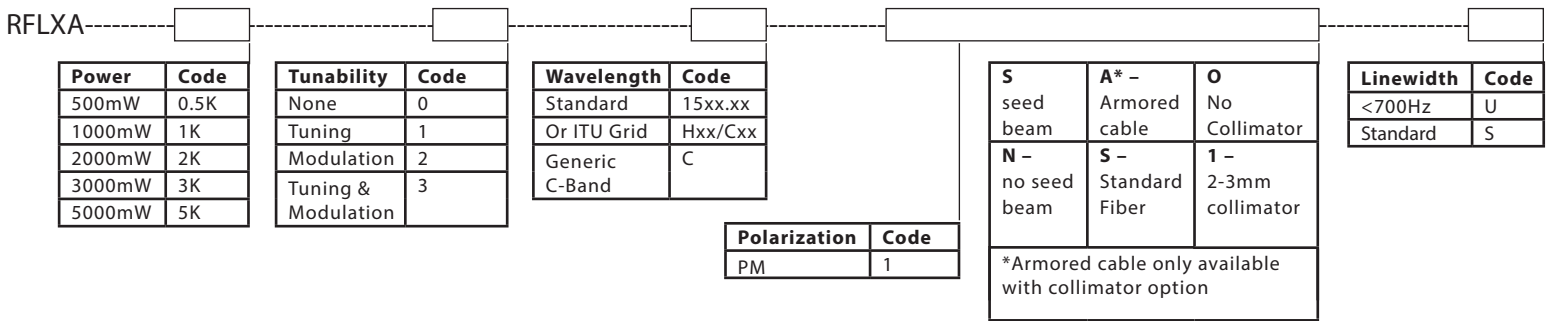 RFLXA
Power Code
500mW 0.5K
1000mW 1K
2000mW 2K
3000mW 3K
5000mW 5K
Tunability Code
None 0
Tuning 1
Modulation 2
Tuning & 3
Modulation
Wavelength Code
Standard 15xx.xx
Or ITU Grid Hxx/Cxx
Generic C
C-Band
Polarization Code
PM 1
S A* – O
seed Armored No
beam cable Collimator
N – S – 1 –
no seed Standard 2-3mm
beam Fiber collimator
*Armored cable only available
with collimator option
Linewidth Code
<700Hz U
Standard S